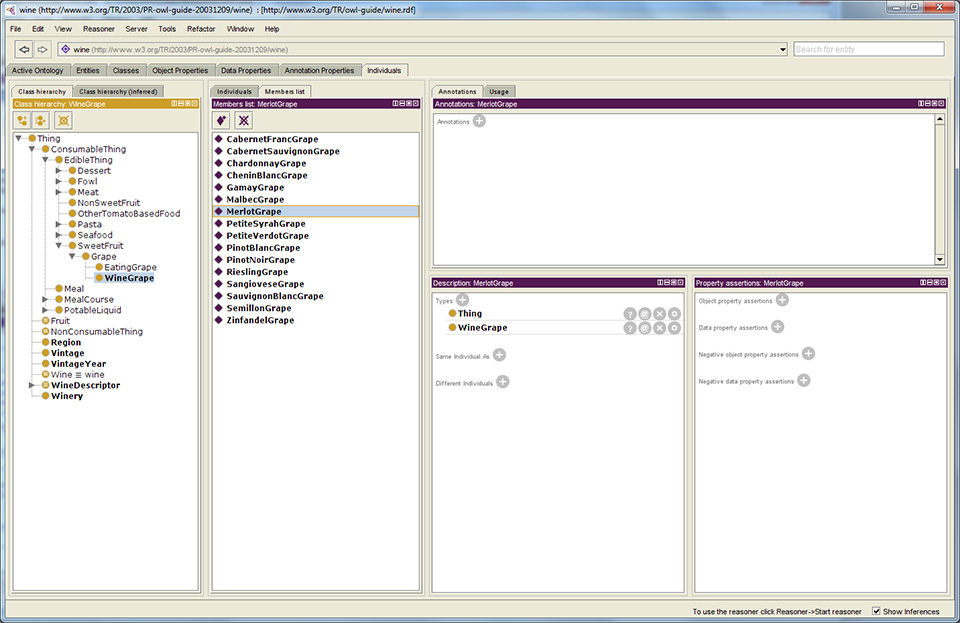 wine (http://www.w3.org/TR/2003/PR-owl-guide-20031209/wine) : [http://www.w3.org/TR/owl-guide/wine.rdf]
File Edit View Reasoner Server Tools Refactor Window Help
wine (http://www.w3.org/TR/2003/PR-owl-guide-20031209/wine)
Search for entity
Active Ontology Entities Classes Object Properties Data Properties Annotation Properties Individuals
Class hierarchy Class hierarchy (inferred)
Class hierarchy: WineGrape
Thing
ConsumableThing
EdibleThing
Dessert
Fowl
Meat
NonSweetFruit
OtherTomatoBasedFood
Pasta
Seafood
SweetFruit
Grape
EatingGrape
WineGrape
Meal
MealCourse
PotableLiquid
Fruit
NonConsumableThing
Region
Vintage
VintageYear
Wine ≡ wine
WineDescriptor
Winery
Individuals Members list
Members list: MerlotGrape
CabernetFrancGrape
CabernetSauvignonGrape
ChardonnayGrape
CheninBlancGrape
GamayGrape
MalbecGrape
MerlotGrape
PetiteSyrahGrape
PetiteVerdotGrape
PinotBlancGrape
PinotNoirGrape
RieslingGrape
SangioveseGrape
SauvignonBlancGrape
SemillonGrape
ZinfandelGrape
Annotations Usage
Annotations: MerlotGrape
Annotations
Description: MerlotGrape
Types
Thing
WineGrape
Same Individual As
Different Individuals
Property assertions: MerlotGrape
Object property assertions
Data property assertions
Negative object property assertions
Negative data property assertions
To use the reasoner click Reasoner->Start reasoner Show Inferences